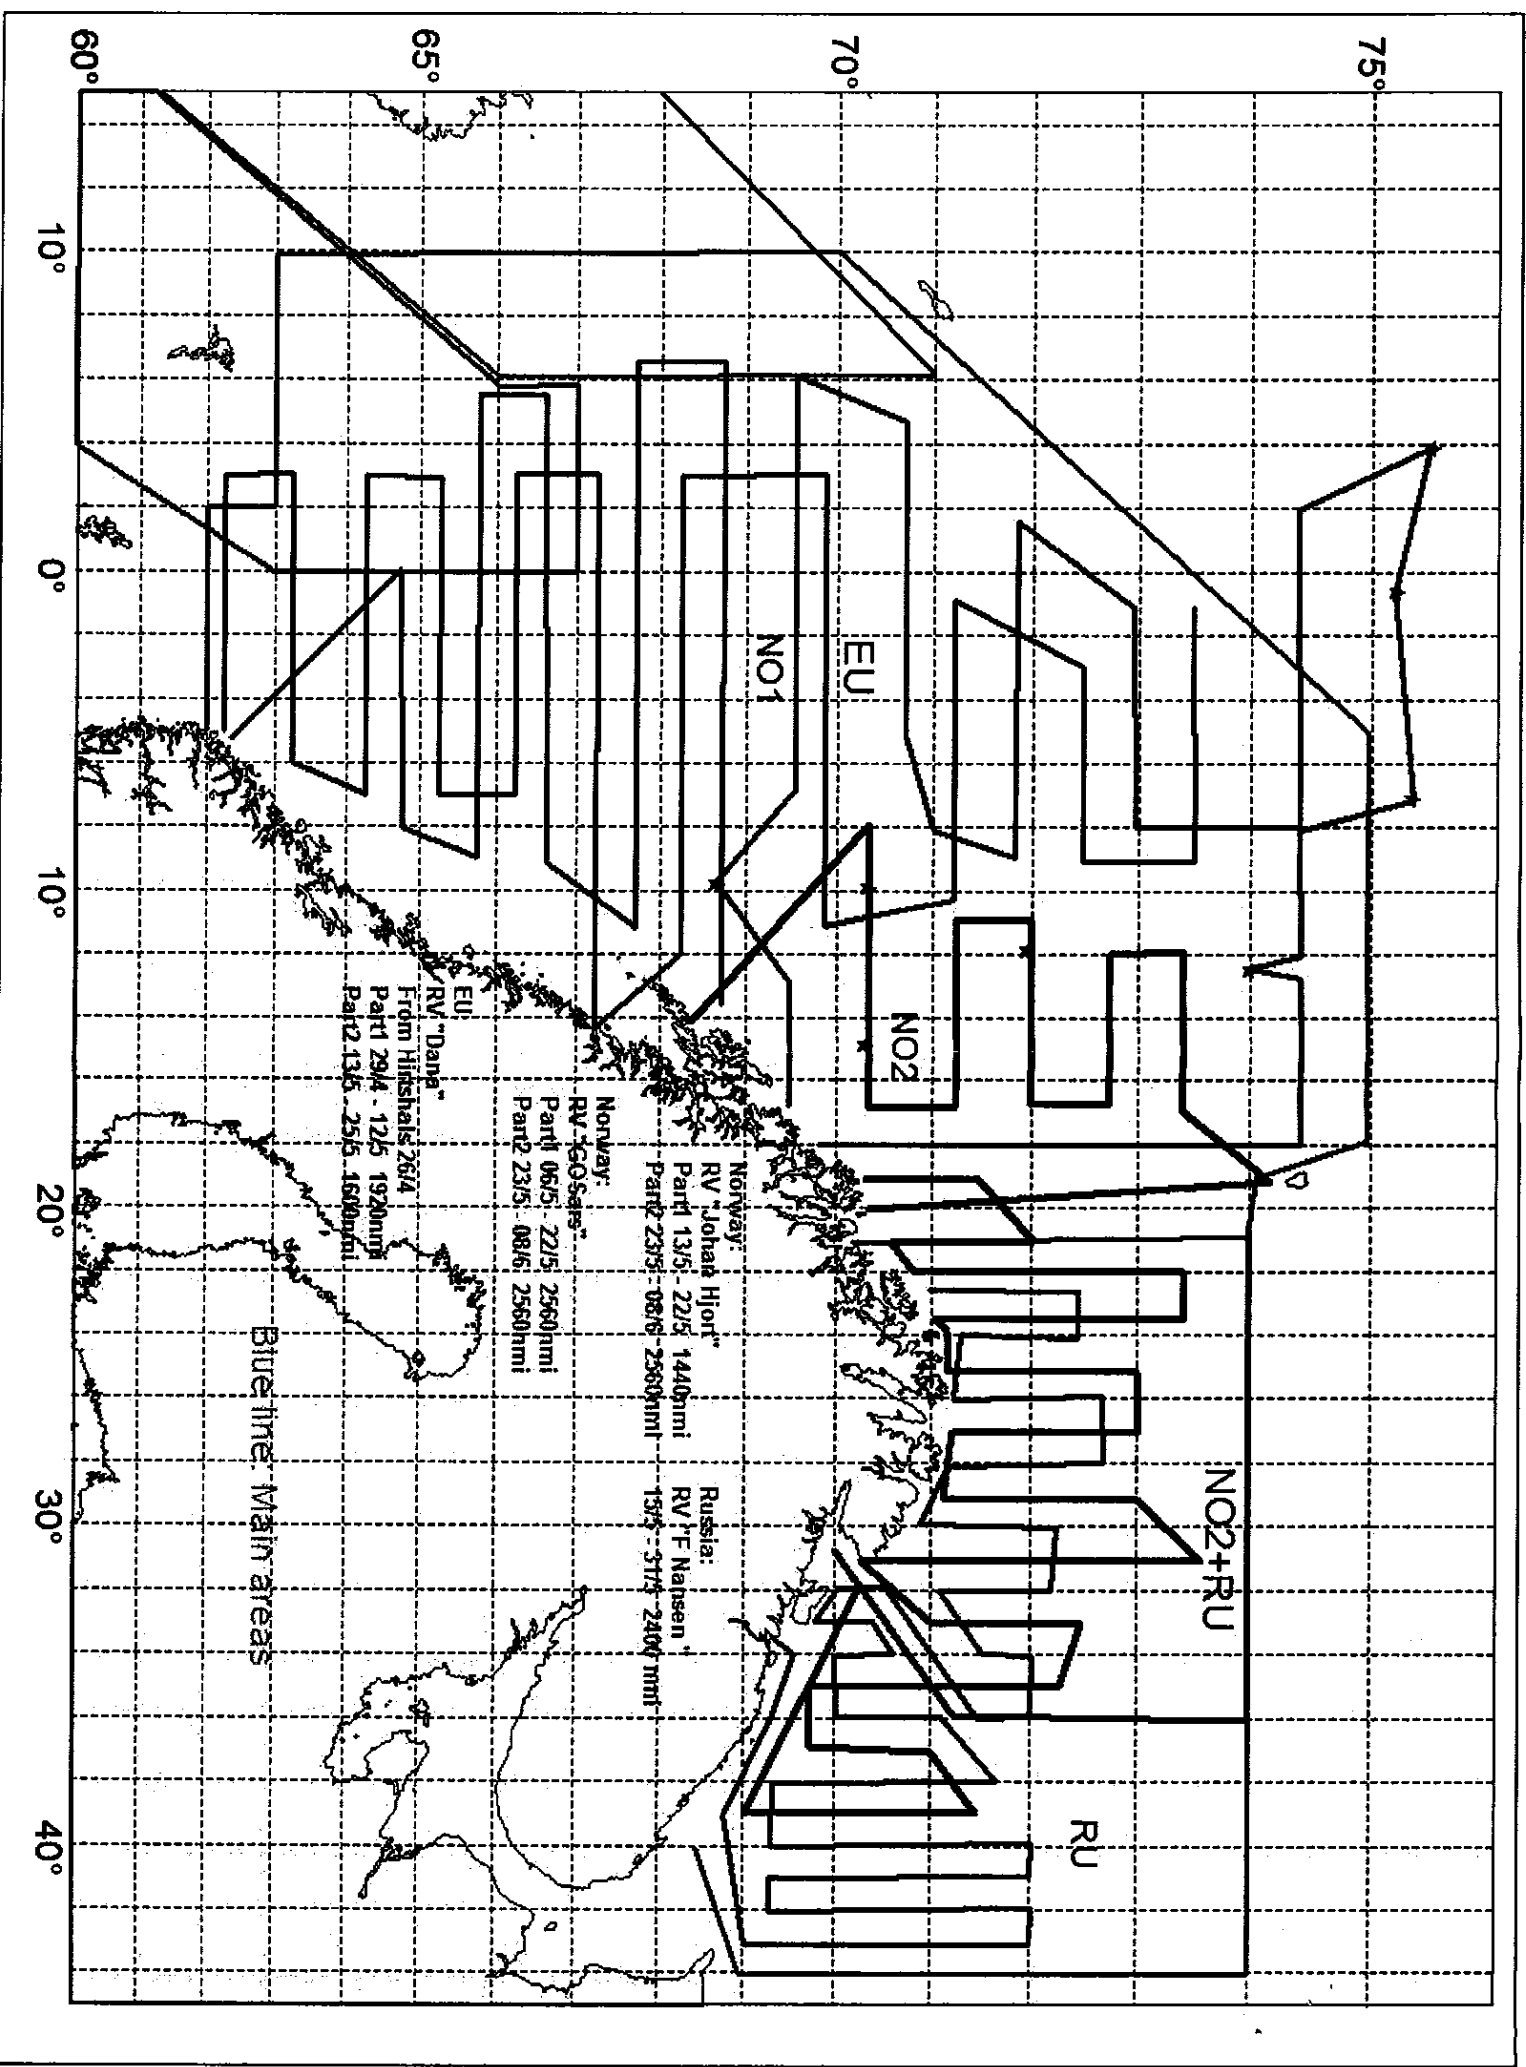 75°
70°
65°
60°
10°
0°
10°
20°
30°
40°
EU
NO1
NO2
NO2+RU
RU
Norway:
RV "Johan Hjort"
Part1 13/5 - 22/5 1440nmi
Part2 23/5 - 08/6 2560nmi
Russia:
RV "F Nansen"
15/5 - 31/5 2400 nmi
Norway:
RV "GOSars"
Part1 06/5 22/5 2560nmi
Part2 23/5 08/6 2560nmi
EU
RV "Dana"
From Hirtshals 26/4
Part1 29/4 - 12/5 1920nmi
Part2 13/5 - 25/5 1600nmi
Blue line Main areas